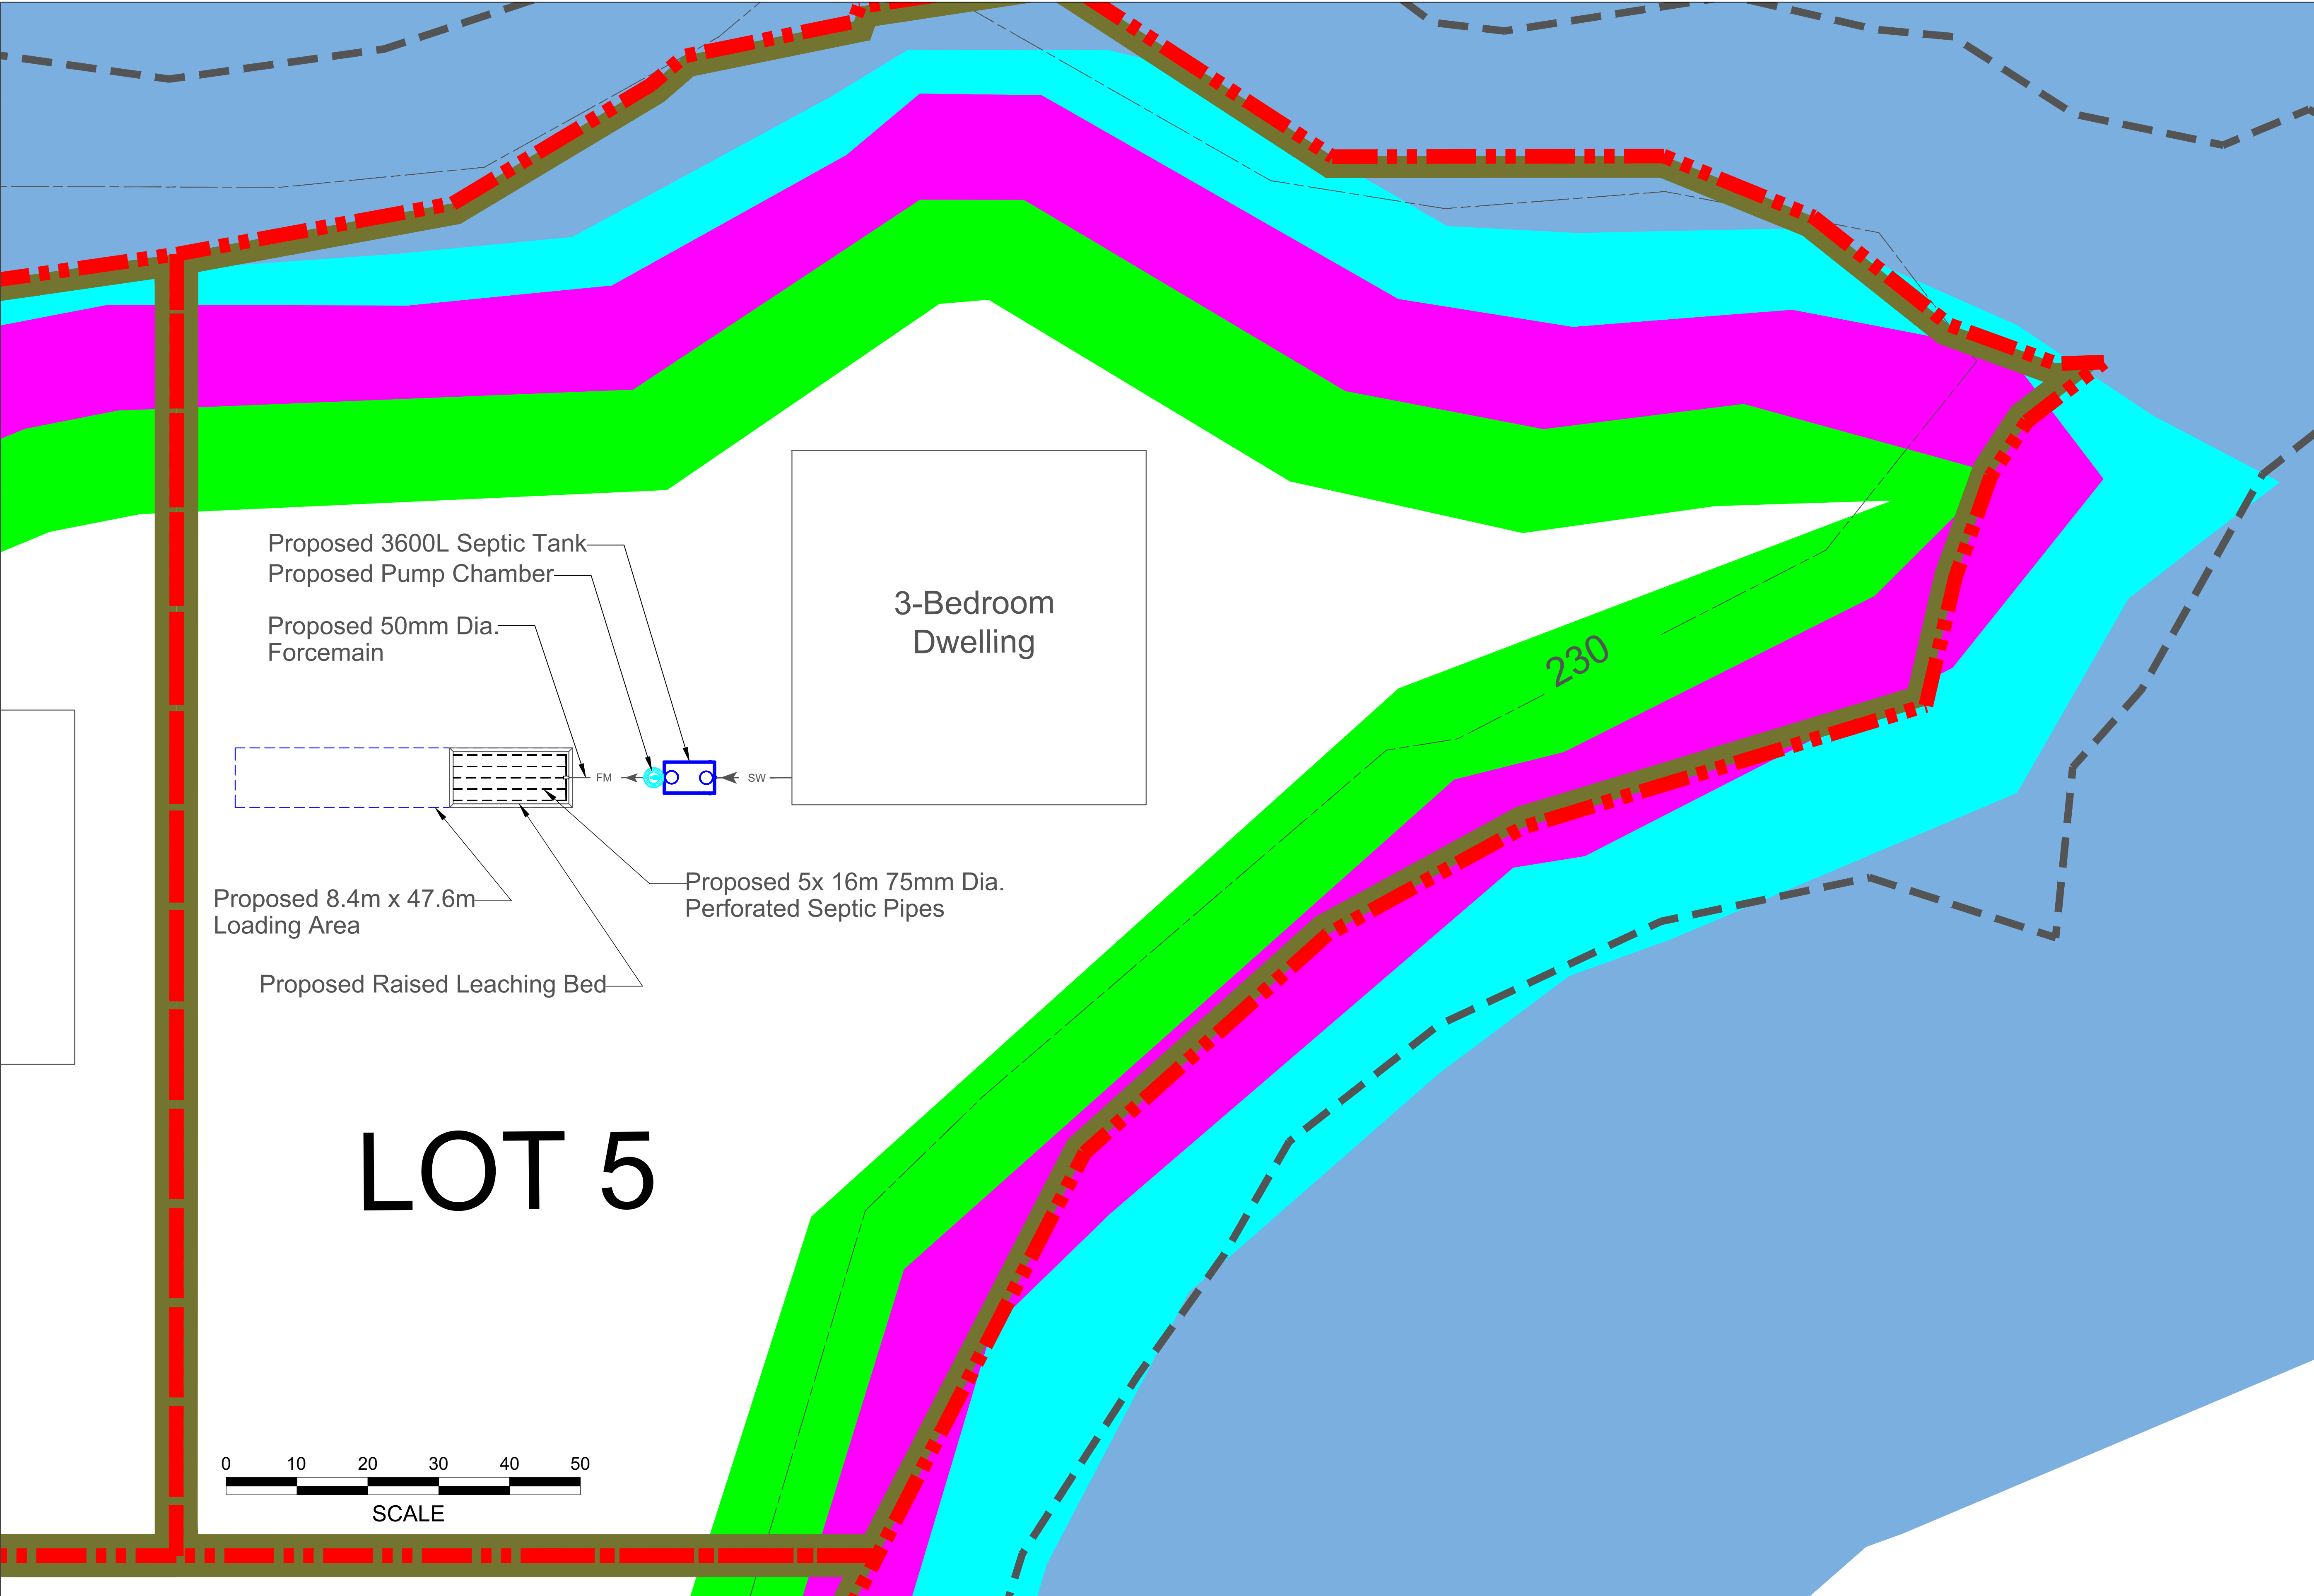 Proposed 3600L Septic Tank
Proposed Pump Chamber
Proposed 50mm Dia.
Forcemain
3-Bedroom
Dwelling
230
FM
SW
Proposed 8.4m x 47.6m
Loading Area
Proposed 5x 16m 75mm Dia.
Perforated Septic Pipes
Proposed Raised Leaching Bed
LOT 5
0 10 20 30 40 50
SCALE